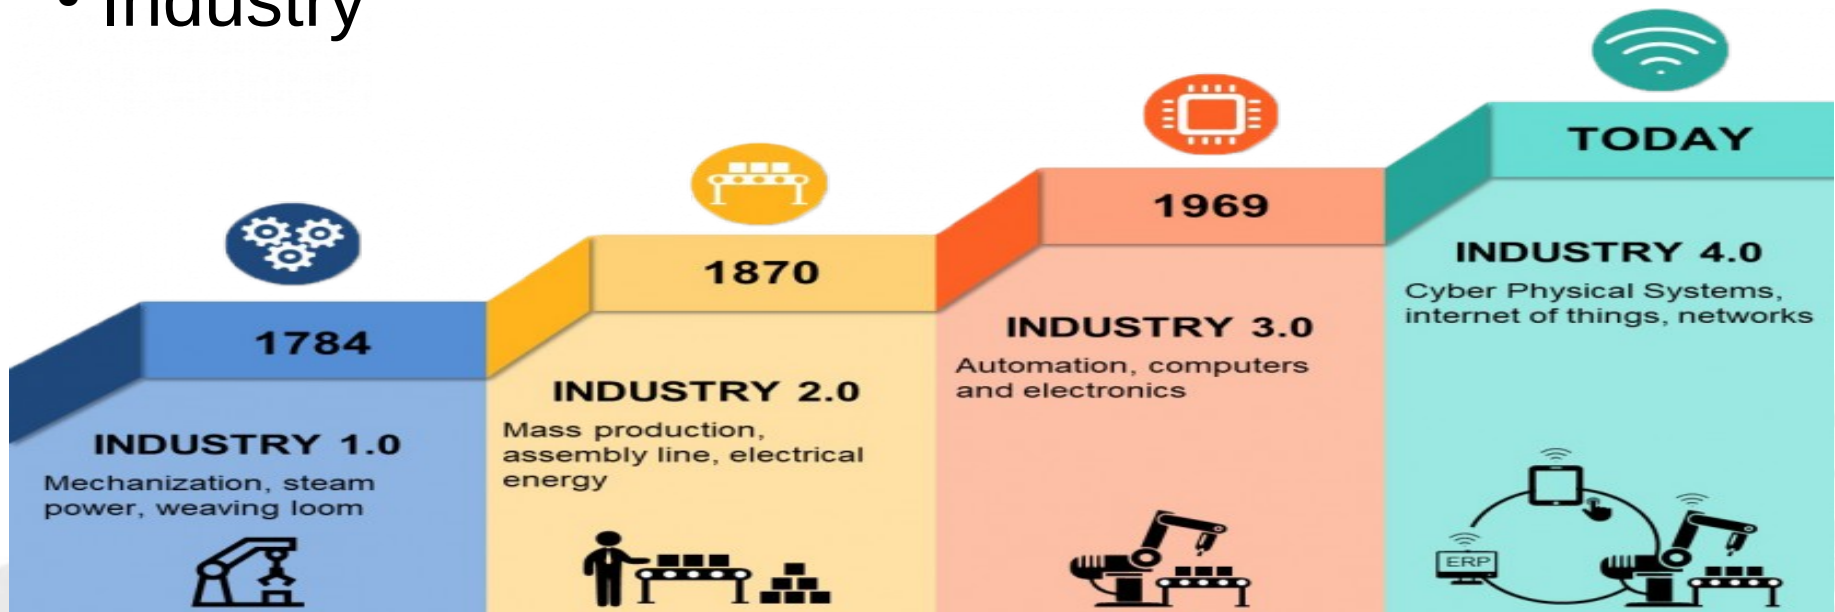 • Industry
1784
INDUSTRY 1.0
Mechanization, steam
power, weaving loom
1870
INDUSTRY 2.0
Mass production,
assembly line, electrical
energy
1969
INDUSTRY 3.0
Automation, computers
and electronics
TODAY
INDUSTRY 4.0
Cyber Physical Systems,
internet of things, networks
ERP